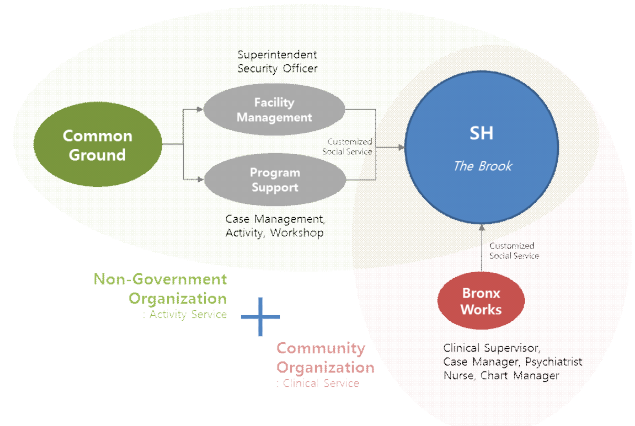 Superintendent
Security Officer
Facility
Management
Common
Ground
Customized
Social Service
SH
The Brook
Program
Support
Case Management,
Activity, Workshop
Customized
Social Service
Non-Government
Organization
: Activity Service
Bronx
Works
Community
Organization
: Clinical Service
Clinical Supervisor,
Case Manager, Psychiatrist
Nurse, Chart Manager